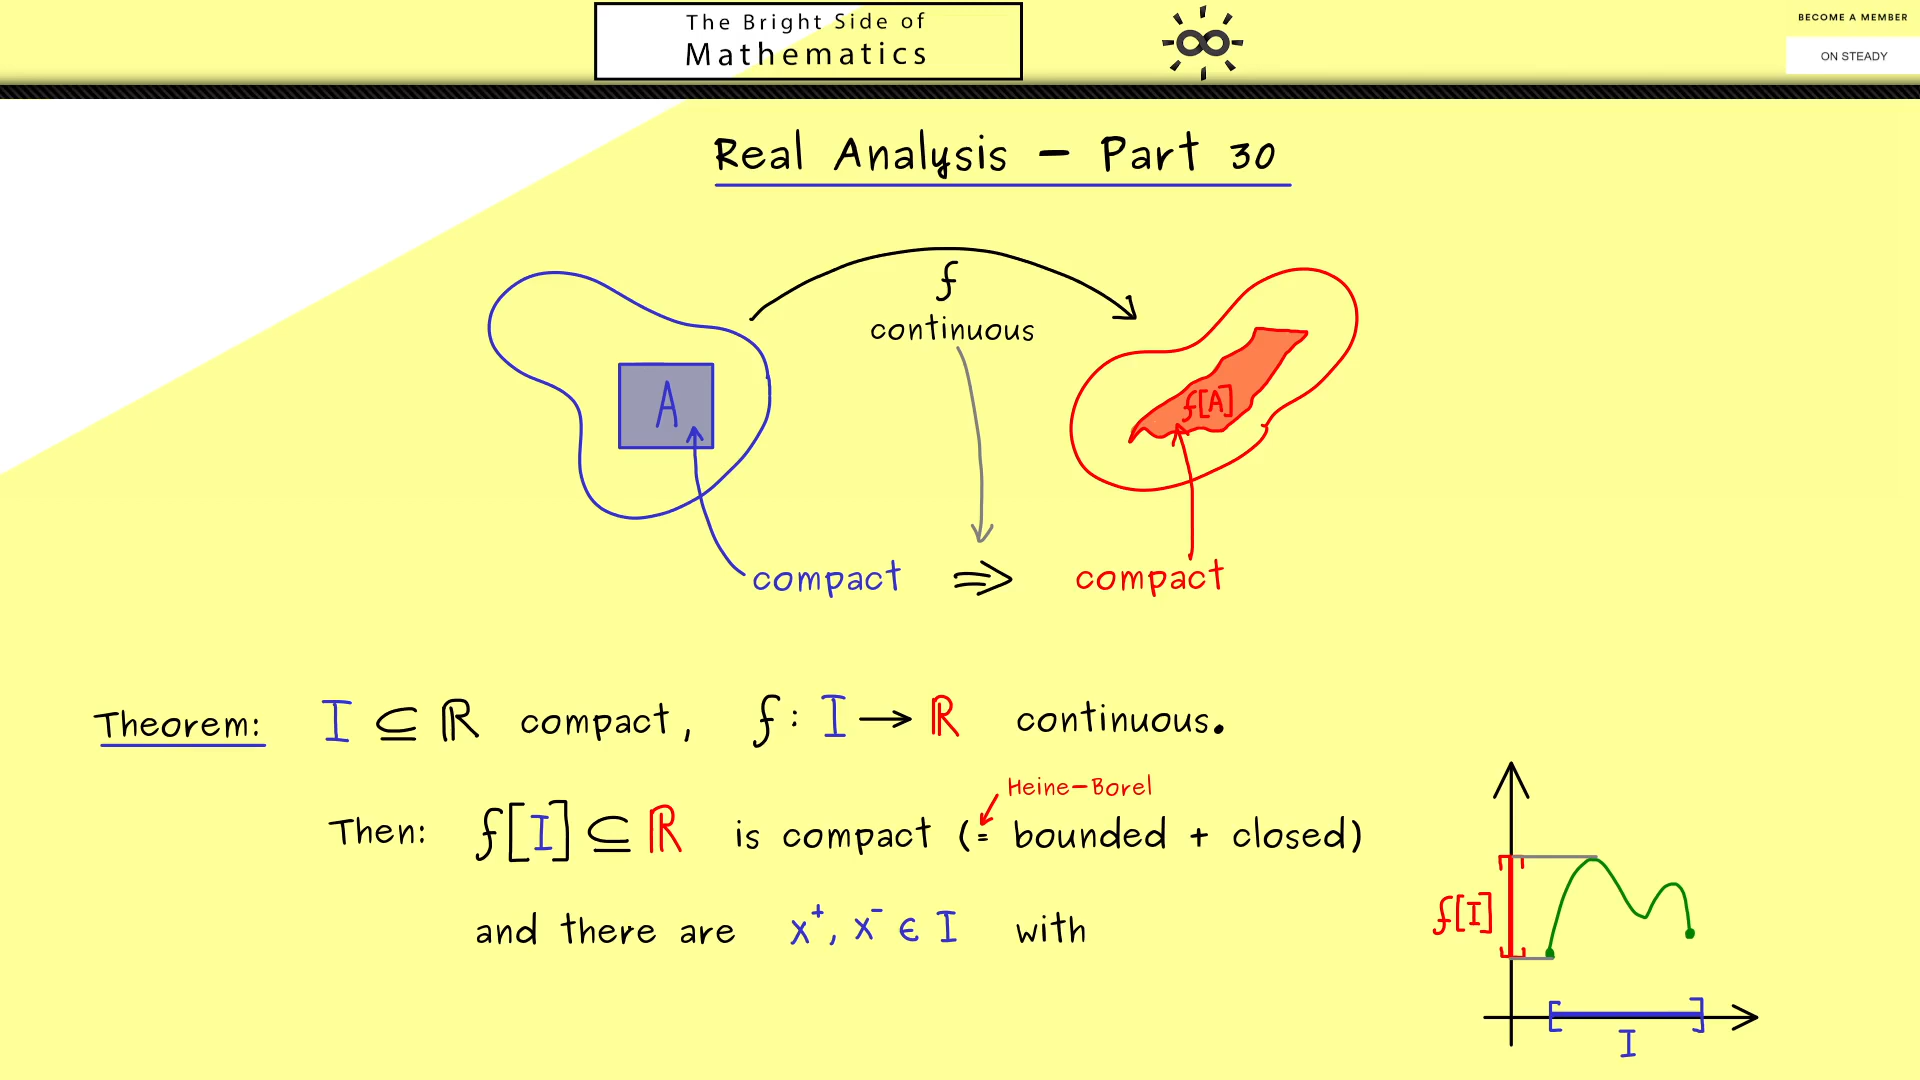 The Bright Side of
Mathematics
BECOME A MEMBER
ON STEADY
Real Analysis – Part 30
f
continuous
A
f[A]
compact ⇒ compact
Theorem: I ⊆ ℝ compact, f: I → ℝ continuous.
Heine–Borel
Then: f[I] ⊆ ℝ is compact (= bounded + closed)
and there are x⁺, x⁻ ∈ I with
f[I]
I